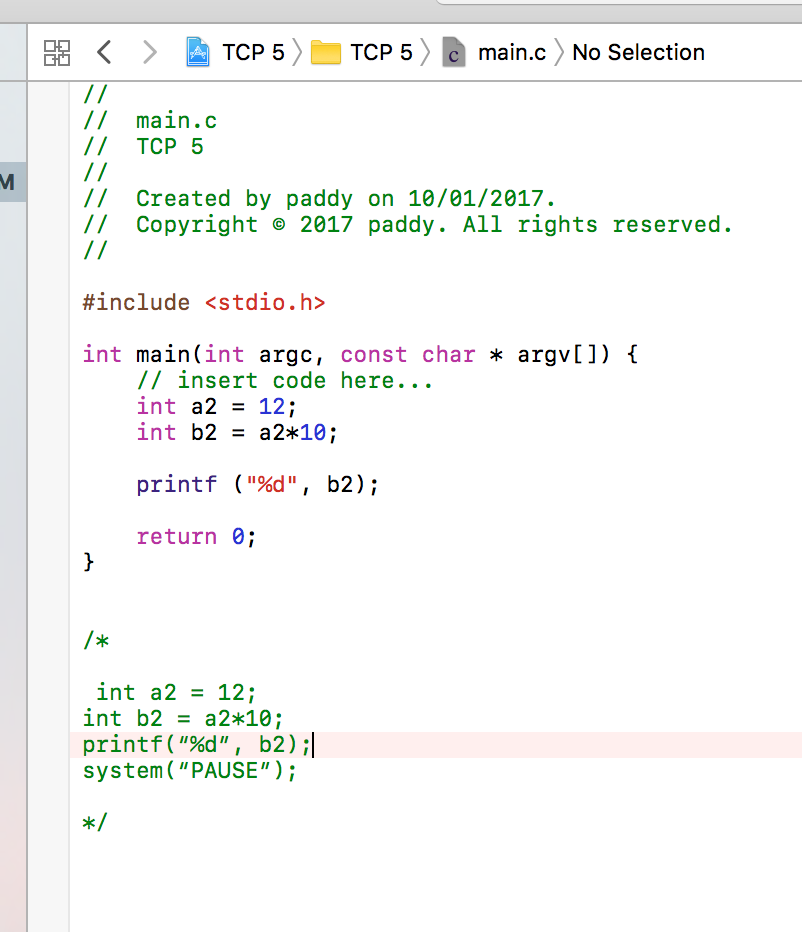 TCP 5 TCP 5 main.c No Selection
M
//
// main.c
// TCP 5
//
// Created by paddy on 10/01/2017.
// Copyright © 2017 paddy. All rights reserved.
//
#include <stdio.h>
int main(int argc, const char * argv[]) {
// insert code here...
int a2 = 12;
int b2 = a2*10;
printf ("%d", b2);
return 0;
}
/*
int a2 = 12;
int b2 = a2*10;
printf(“%d”, b2);
system(“PAUSE”);
*/